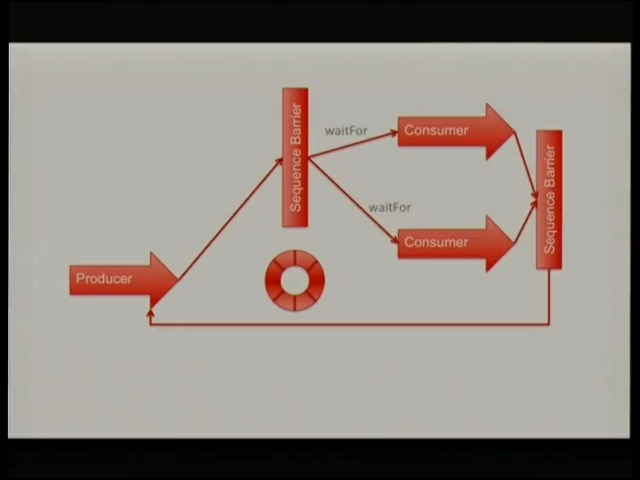 Sequence Barrier
waitFor
Consumer
waitFor
Consumer
Sequence Barrier
Producer